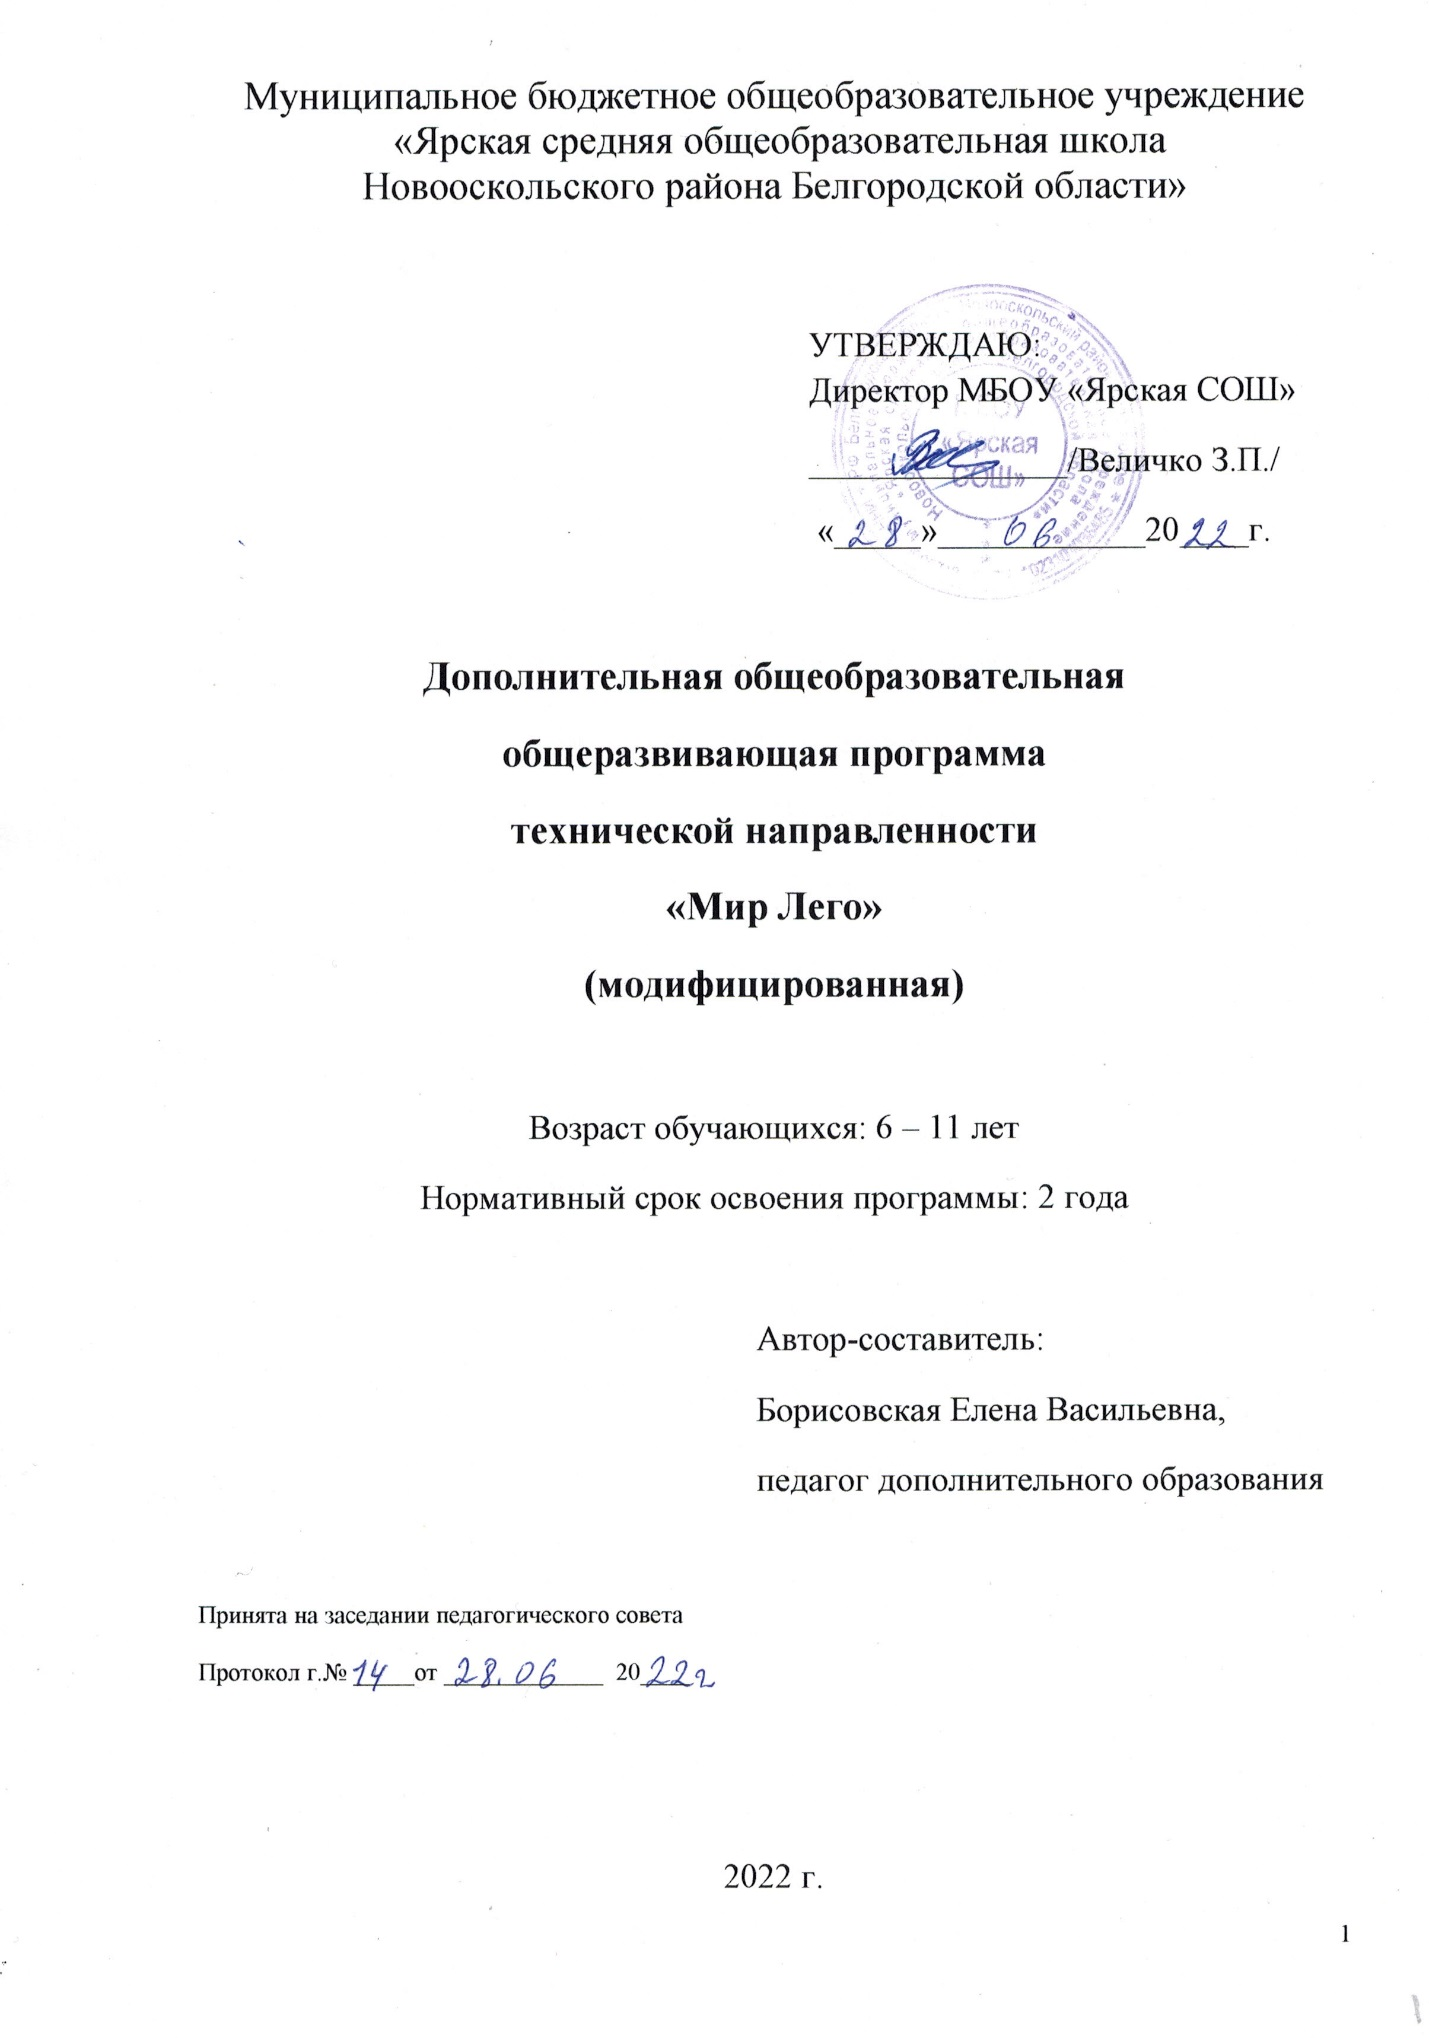 Муниципальное бюджетное общеобразовательное учреждение
«Ярская средняя общеобразовательная школа
Новооскольского района Белгородской области»
УТВЕРЖДАЮ:
Директор МБОУ «Ярская СОШ»
/Величко З.П./
«Ярская
СОШ»
«28» 06 2022 г.
Дополнительная общеобразовательная
общеразвивающая программа
технической направленности
«Мир Лего»
(модифицированная)
Возраст обучающихся: 6 – 11 лет
Нормативный срок освоения программы: 2 года
Автор-составитель:
Борисовская Елена Васильевна,
педагог дополнительного образования
Принята на заседании педагогического совета
Протокол г.№ 14 от 28.06 2022г
2022 г.
1